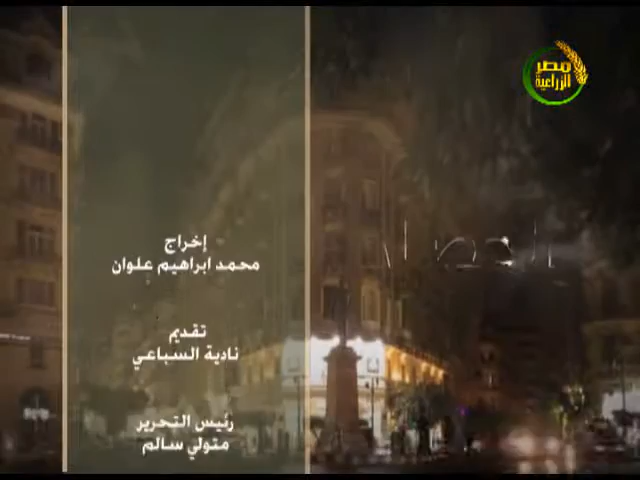 مصر
الزراعية
إخراج
محمد ابراهيم علوان
تقديم
نادية السباعي
رئيس التحرير
متولي سالم